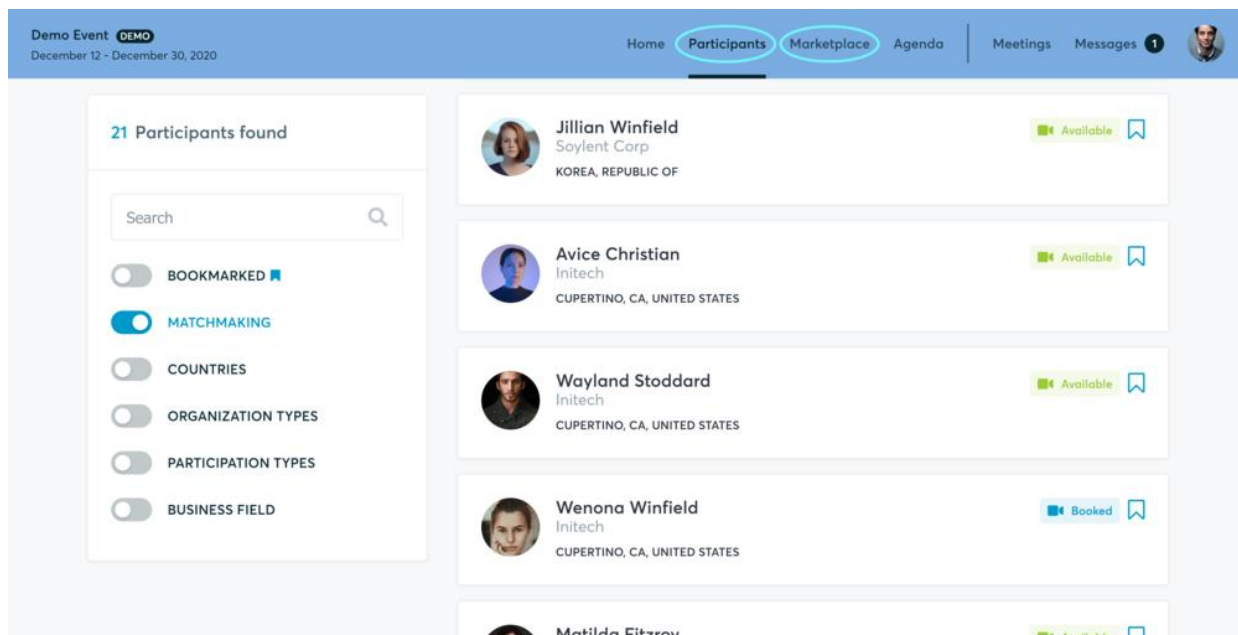 Demo Event DEMO
December 12 - December 30, 2020
Home Participants Marketplace Agenda Meetings Messages 1
21 Participants found
Search
BOOKMARKED
MATCHMAKING
COUNTRIES
ORGANIZATION TYPES
PARTICIPATION TYPES
BUSINESS FIELD
Jillian Winfield
Soylent Corp
KOREA, REPUBLIC OF
Available
Avice Christian
Initech
CUPERTINO, CA, UNITED STATES
Available
Wayland Stoddard
Initech
CUPERTINO, CA, UNITED STATES
Available
Wenona Winfield
Initech
CUPERTINO, CA, UNITED STATES
Booked
Matilda Fitzroy
Available